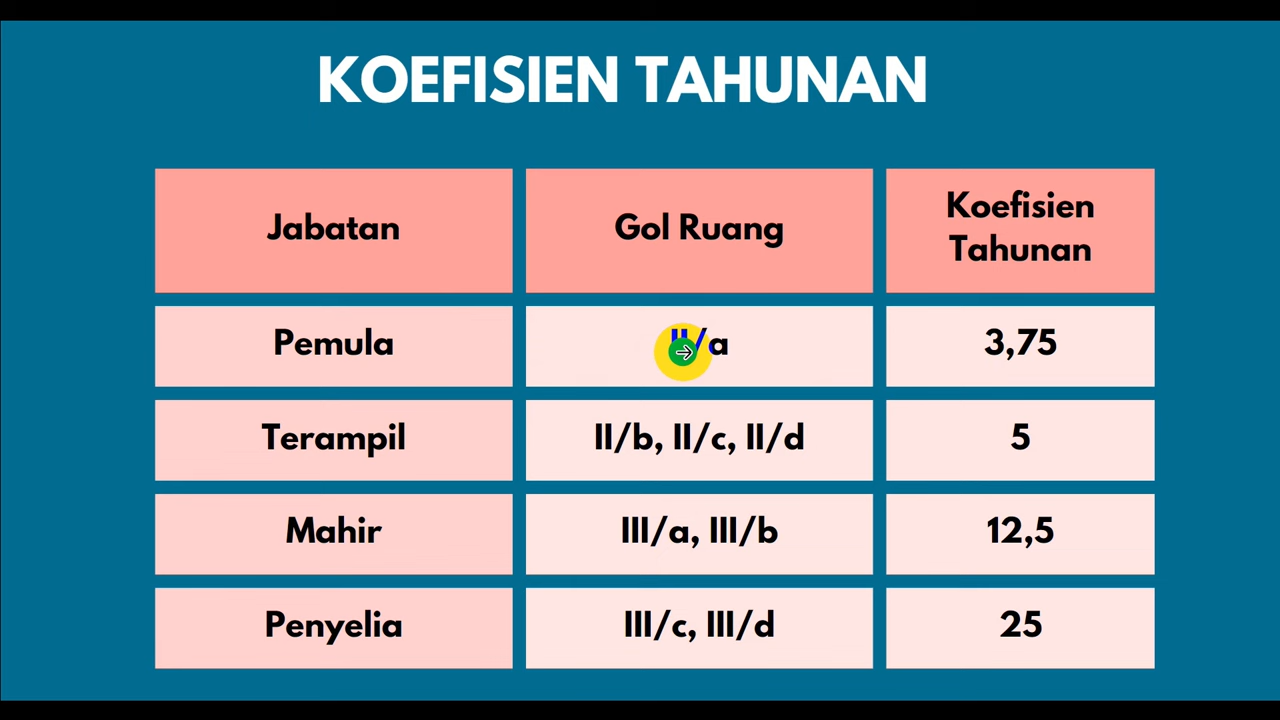 KOEFISIEN TAHUNAN
Jabatan
Gol Ruang
Koefisien
Tahunan
Pemula
II/a
3,75
Terampil
II/b, II/c, II/d
5
Mahir
III/a, III/b
12,5
Penyelia
III/c, III/d
25